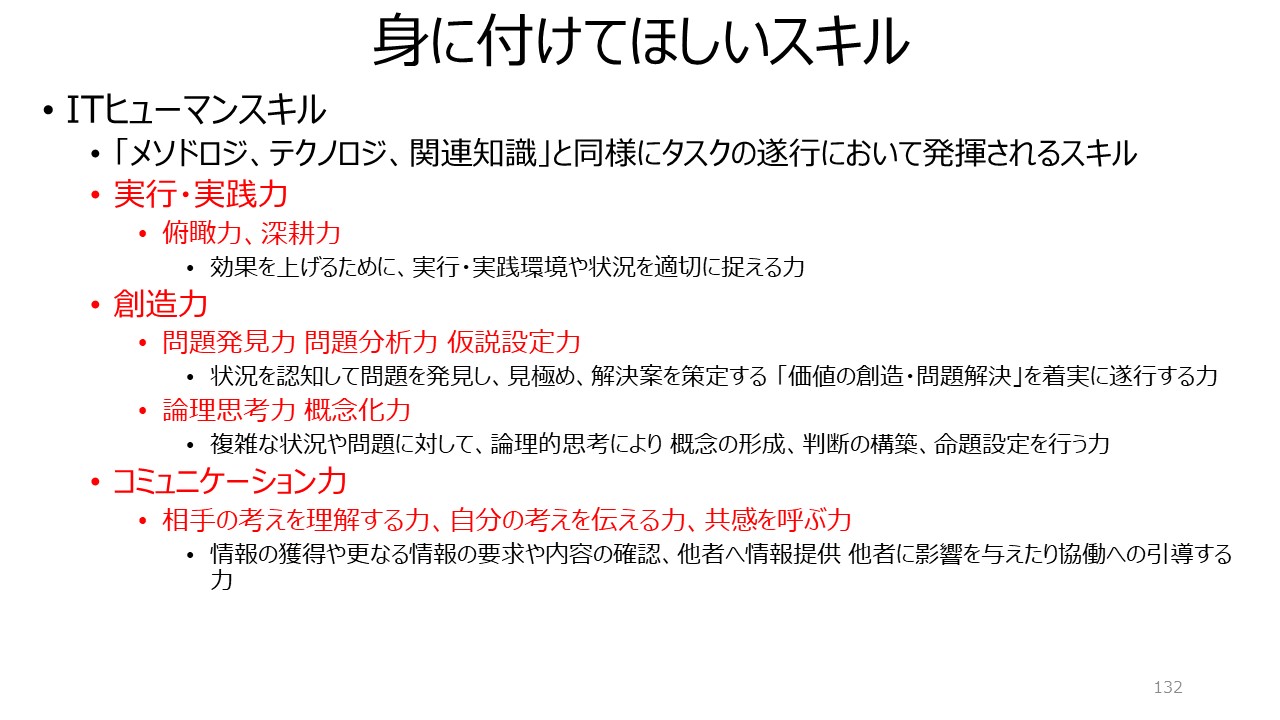 身に付けてほしいスキル
• ITヒューマンスキル
• 「メソドロジ、テクノロジ、関連知識」と同様にタスクの遂行において発揮されるスキル
• 実行・実践力
• 俯瞰力、深耕力
• 効果を上げるために、実行・実践環境や状況を適切に捉える力
• 創造力
• 問題発見力 問題分析力 仮説設定力
• 状況を認知して問題を発見し、見極め、解決案を策定する 「価値の創造・問題解決」を着実に遂行する力
• 論理思考力 概念化力
• 複雑な状況や問題に対して、論理的思考により 概念の形成、判断の構築、命題設定を行う力
• コミュニケーション力
• 相手の考えを理解する力、自分の考えを伝える力、共感を呼ぶ力
• 情報の獲得や更なる情報の要求や内容の確認、他者へ情報提供 他者に影響を与えたり協働への引導する
力
132